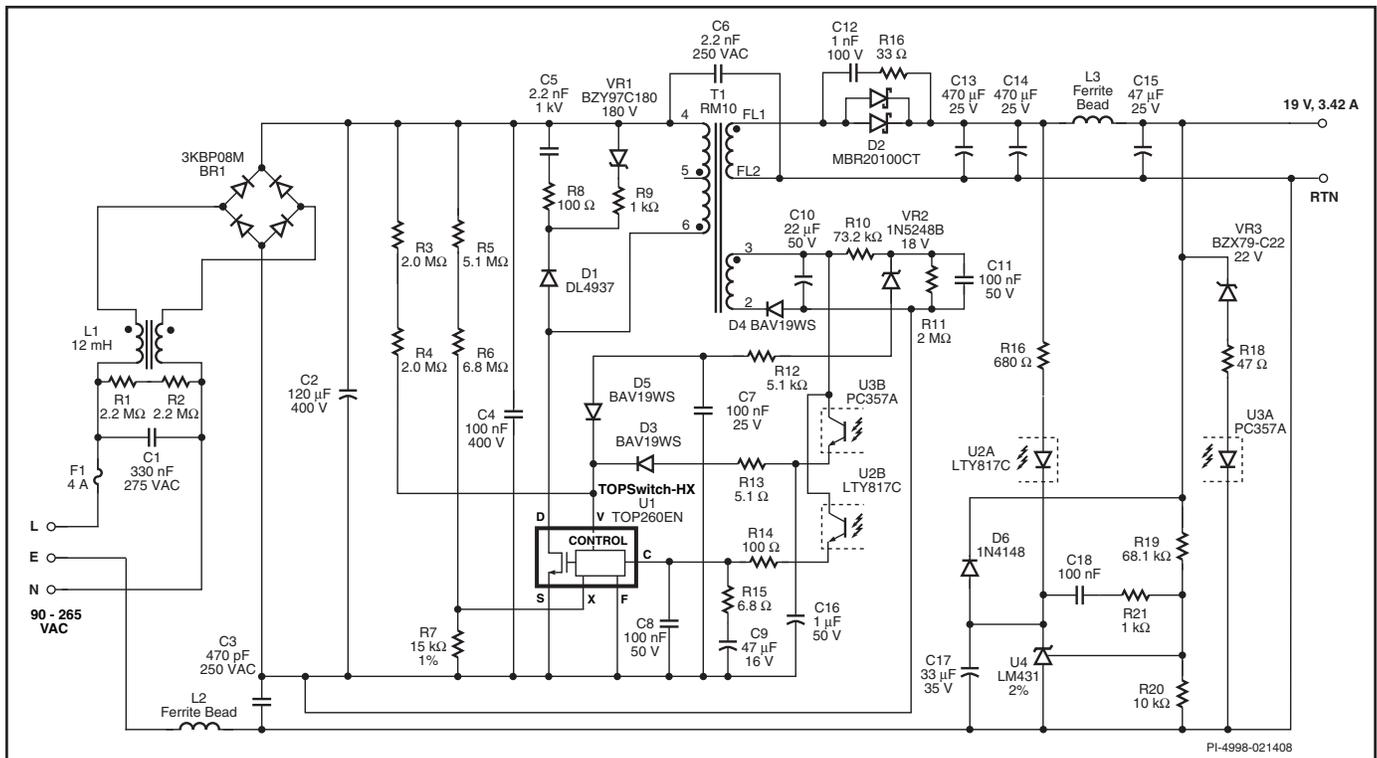 C6
2.2 nF
250 VAC
C12
1 nF
100 V
R16
33 Ω
C5
2.2 nF
1 kV
VR1
BZY97C180
180 V
T1
RM10
4
5
6
FL1
FL2
D2
MBR20100CT
C13
470 µF
25 V
C14
470 µF
25 V
L3
Ferrite
Bead
C15
47 µF
25 V
19 V, 3.42 A
RTN
3KBP08M
BR1
R8
100 Ω
R9
1 kΩ
R3
2.0 MΩ
R5
5.1 MΩ
D1
DL4937
C10
22 µF
50 V
R10
73.2 kΩ
VR2
1N5248B
18 V
3
2
D4 BAV19WS
R11
2 MΩ
C11
100 nF
50 V
VR3
BZX79-C22
22 V
L1
12 mH
R1
2.2 MΩ
R2
2.2 MΩ
C1
330 nF
275 VAC
F1
4 A
C2
120 µF
400 V
R4
2.0 MΩ
R6
6.8 MΩ
C4
100 nF
400 V
D5
BAV19WS
D3
BAV19WS
C7
100 nF
25 V
R12
5.1 kΩ
R13
5.1 Ω
U3B
PC357A
U2B
LTY817C
R16
680 Ω
U2A
LTY817C
R18
47 Ω
U3A
PC357A
TOPSwitch-HX
U1
TOP260EN
D
V
CONTROL
C
S
X
F
R14
100 Ω
R15
6.8 Ω
C8
100 nF
50 V
C9
47 µF
16 V
C16
1 µF
50 V
L
E
N
90 - 265
VAC
C3
470 pF
250 VAC
L2
Ferrite Bead
R7
15 kΩ
1%
D6
1N4148
C18
100 nF
R21
1 kΩ
R19
68.1 kΩ
C17
33 µF
35 V
U4
LM431
2%
R20
10 kΩ
PI-4998-021408